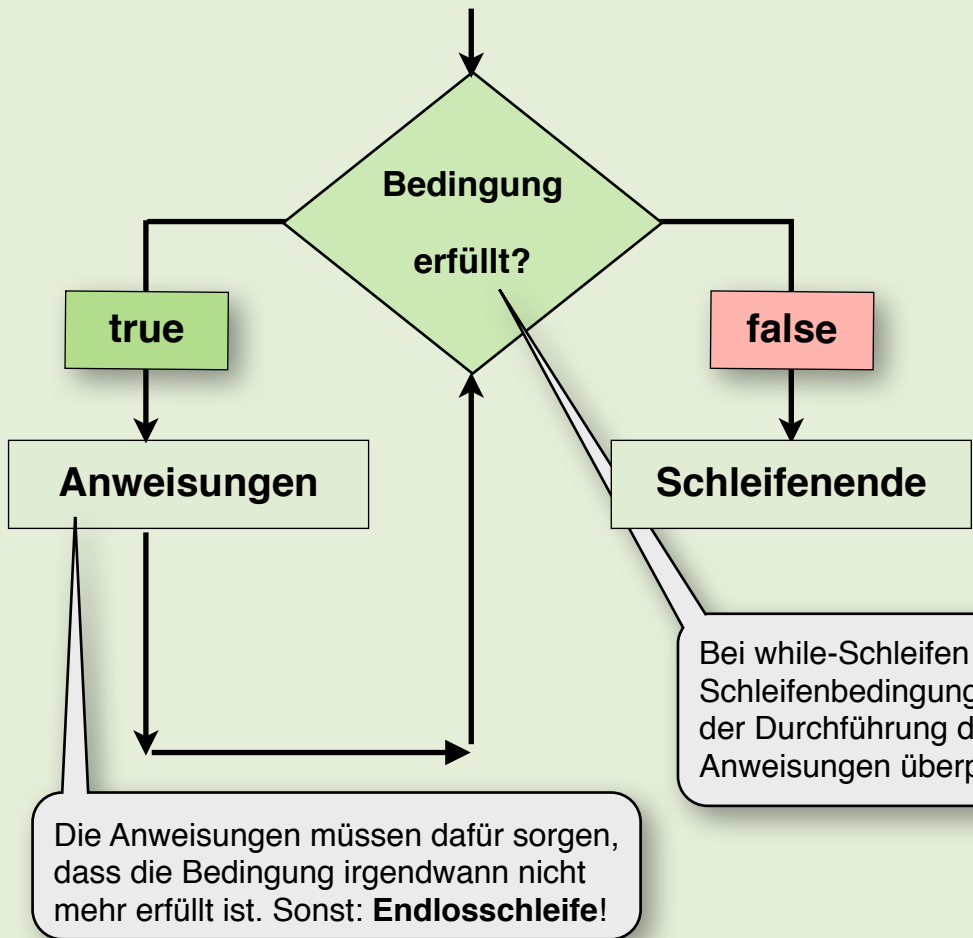 Bedingung
erfüllt?
true
false
Anweisungen
Schleifenende
Bei while-Schleifen
Schleifenbedingung
der Durchführung
Anweisungen
Die Anweisungen müssen dafür sorgen,
dass die Bedingung irgendwann nicht
mehr erfüllt ist. Sonst: Endlosschleife!